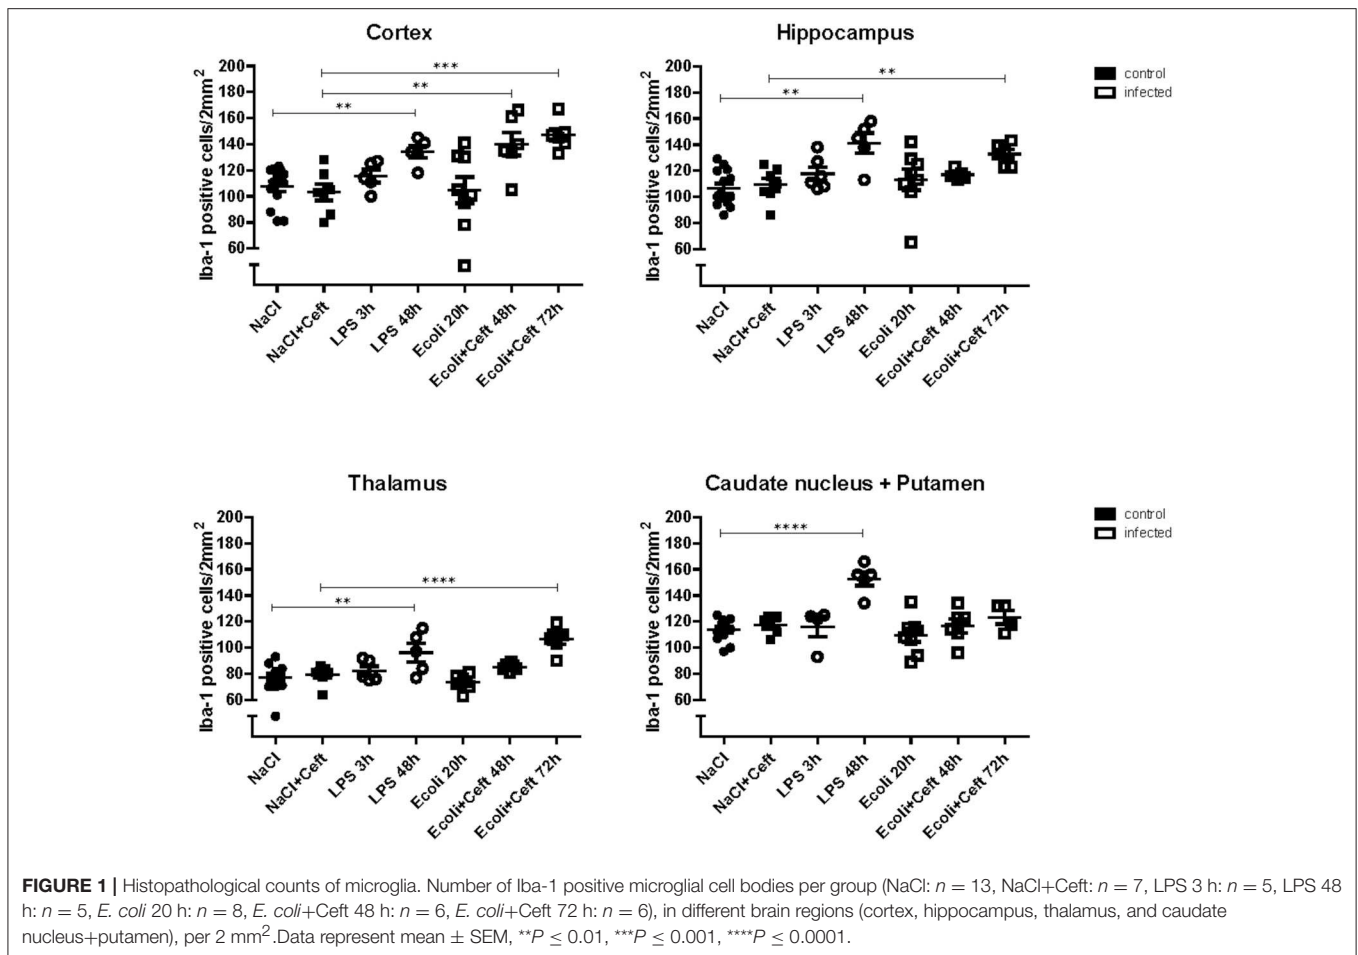 Cortex
Iba-1 positive cells/2mm²
200
180
160
140
120
100
80
60
***
**
**
NaCl
NaCl+Ceft
LPS 3h
LPS 48h
Ecoli 20h
Ecoli+Ceft 48h
Ecoli+Ceft 72h
Hippocampus
Iba-1 positive cells/2mm²
200
180
160
140
120
100
80
60
**
**
NaCl
NaCl+Ceft
LPS 3h
LPS 48h
Ecoli 20h
Ecoli+Ceft 48h
Ecoli+Ceft 72h
control
infected
Thalamus
Iba-1 positive cells/2mm²
200
180
160
140
120
100
80
60
****
**
NaCl
NaCl+Ceft
LPS 3h
LPS 48h
Ecoli 20h
Ecoli+Ceft 48h
Ecoli+Ceft 72h
Caudate nucleus + Putamen
Iba-1 positive cells/2mm²
200
180
160
140
120
100
80
60
****
NaCl
NaCl+Ceft
LPS 3h
LPS 48h
Ecoli 20h
Ecoli+Ceft 48h
Ecoli+Ceft 72h
control
infected
FIGURE 1 | Histopathological counts of microglia. Number of Iba-1 positive microglial cell bodies per group (NaCl: n = 13, NaCl+Ceft: n = 7, LPS 3 h: n = 5, LPS 48
h: n = 5, E. coli 20 h: n = 8, E. coli+Ceft 48 h: n = 6, E. coli+Ceft 72 h: n = 6), in different brain regions (cortex, hippocampus, thalamus, and caudate
nucleus+putamen), per 2 mm².Data represent mean ± SEM, **P ≤ 0.01, ***P ≤ 0.001, ****P ≤ 0.0001.